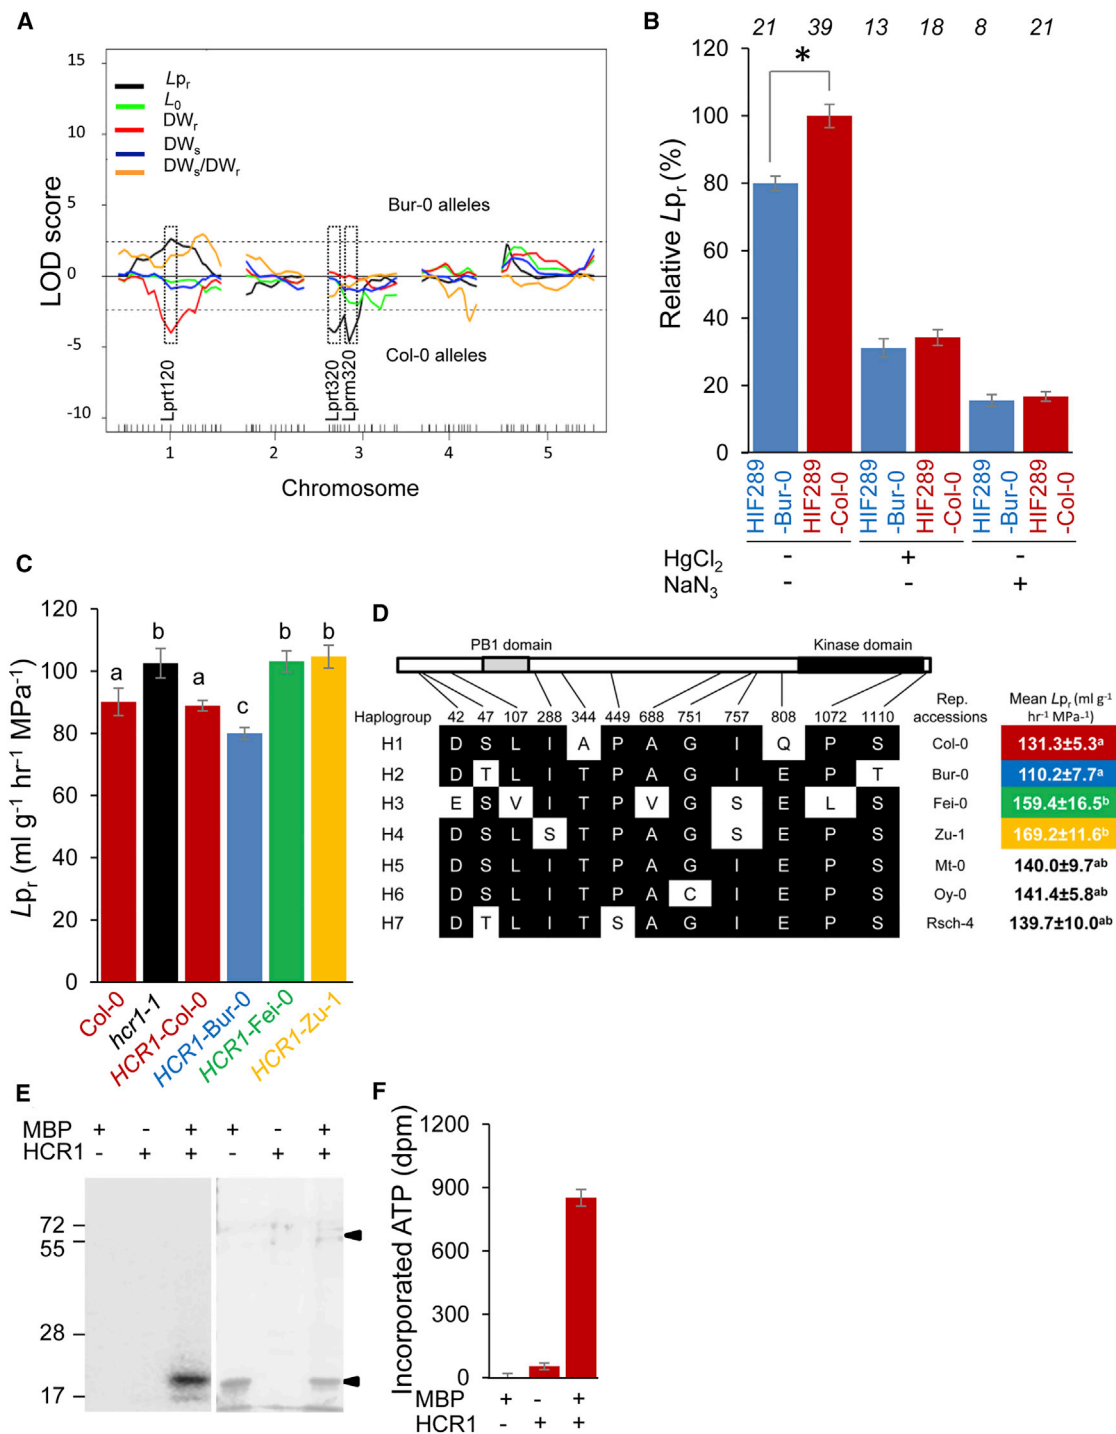 A
15
10
5
0
-5
-10
LOD score
Lpr
L0
DWr
DWs
DWs/DWr
Bur-0 alleles
Col-0 alleles
Lprt120
Lprt320
Lprm320
1 2 3 4 5
Chromosome
B
21 39 13 18 8 21
*
120
100
80
60
40
20
0
Relative Lpr (%)
HIF289 -Bur-0
HIF289 -Col-0
HIF289 -Bur-0
HIF289 -Col-0
HIF289 -Bur-0
HIF289 -Col-0
HgCl2 - + -
NaN3 - - +
C
120
100
80
60
40
20
0
Lpr (ml g-1 hr-1 MPa-1)
a b a c b b
Col-0
hcr1-1
HCR1-Col-0
HCR1-Bur-0
HCR1-Fei-0
HCR1-Zu-1
D
PB1 domain Kinase domain
Haplogroup 42 47 107 288 344 449 688 751 757 808 1072 1110 Rep. accessions Mean Lpr (ml g-1 hr-1 MPa-1)
H1 D S L I A P A G I Q P S Col-0 131.3±5.3a
H2 D T L I T P A G I E P T Bur-0 110.2±7.7a
H3 E S V I T P V G S E L S Fei-0 159.4±16.5b
H4 D S L S T P A G S E P S Zu-1 169.2±11.6b
H5 D S L I T P A G I E P S Mt-0 140.0±9.7ab
H6 D S L I T P A C I E P S Oy-0 141.4±5.8ab
H7 D T L I T S A G I E P S Rsch-4 139.7±10.0ab
E
MBP + - + + - +
HCR1 - + + - + +
72
55
28
17
F
1200
900
600
300
0
Incorporated ATP (dpm)
MBP + - +
HCR1 - + +